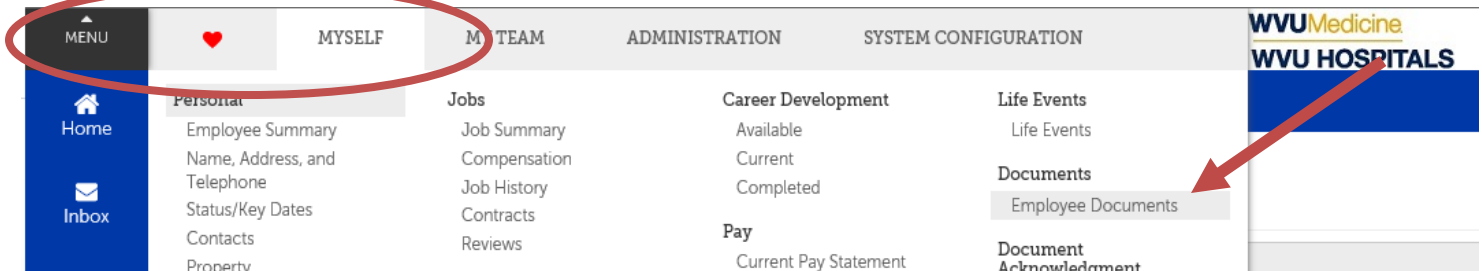 MENU
MYSELF
MY TEAM
ADMINISTRATION
SYSTEM CONFIGURATION
WVUMedicine
WVU HOSPITALS
Home
Inbox
Personal
Employee Summary
Name, Address, and
Telephone
Status/Key Dates
Contacts
Property
Jobs
Job Summary
Compensation
Job History
Contracts
Reviews
Career Development
Available
Current
Completed
Pay
Current Pay Statement
Life Events
Life Events
Documents
Employee Documents
Document
Acknowledgment